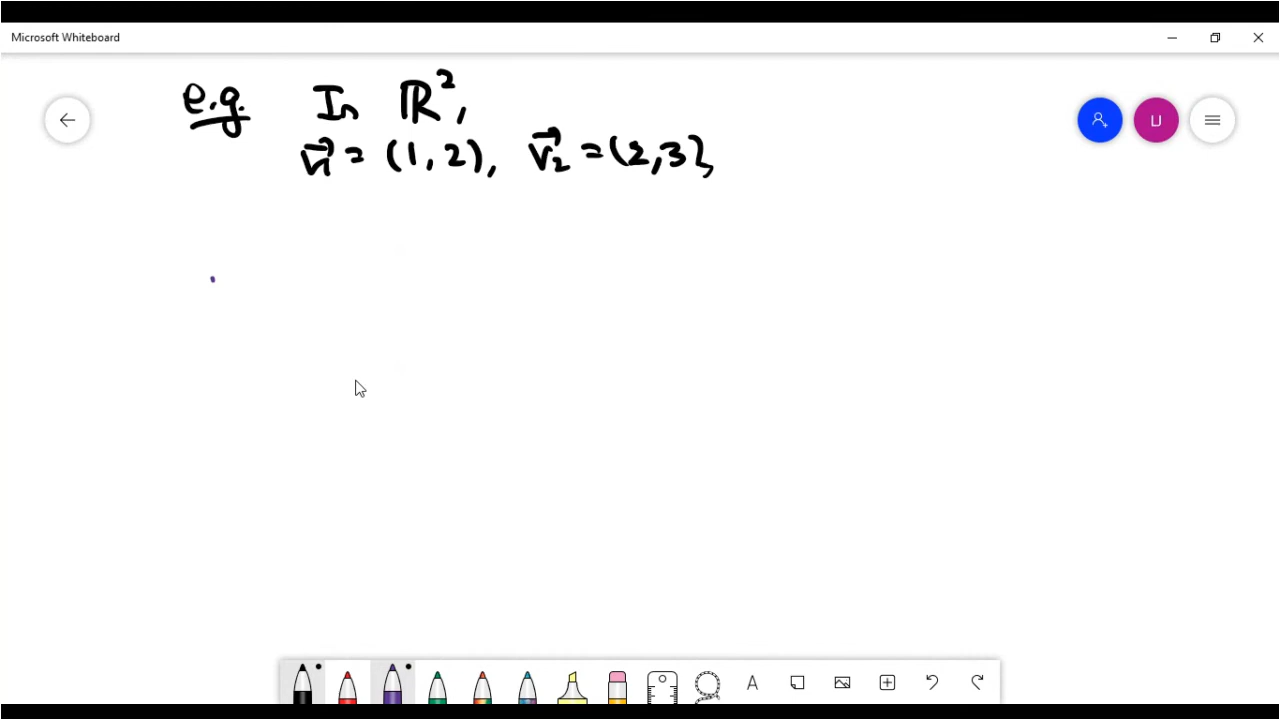 Microsoft Whiteboard
e.g. In ℝ²,
v⃗₁ = (1, 2), v⃗₂ = (2, 3),
U
A